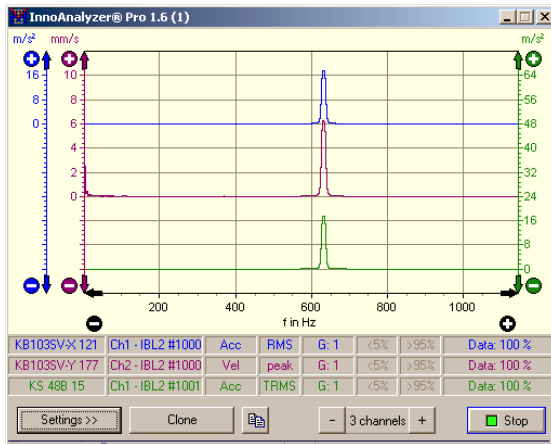 InnoAnalyzer® Pro 1.6 (1)
m/s² mm/s m/s²
16 10 64
8 8 56
0 6 48
4 40
2 32
0 24
16
8
0
200 400 600 800 1000
f in Hz
KB103SV-X 121 Ch1 - IBL2 #1000 Acc RMS G: 1 <5% >95% Data: 100 %
KB103SV-Y 177 Ch2 - IBL2 #1000 Vel peak G: 1 <5% >95% Data: 100 %
KS 48B 15 Ch1 - IBL2 #1001 Acc TRMS G: 1 <5% >95% Data: 100 %
Settings >> Clone - 3 channels + Stop